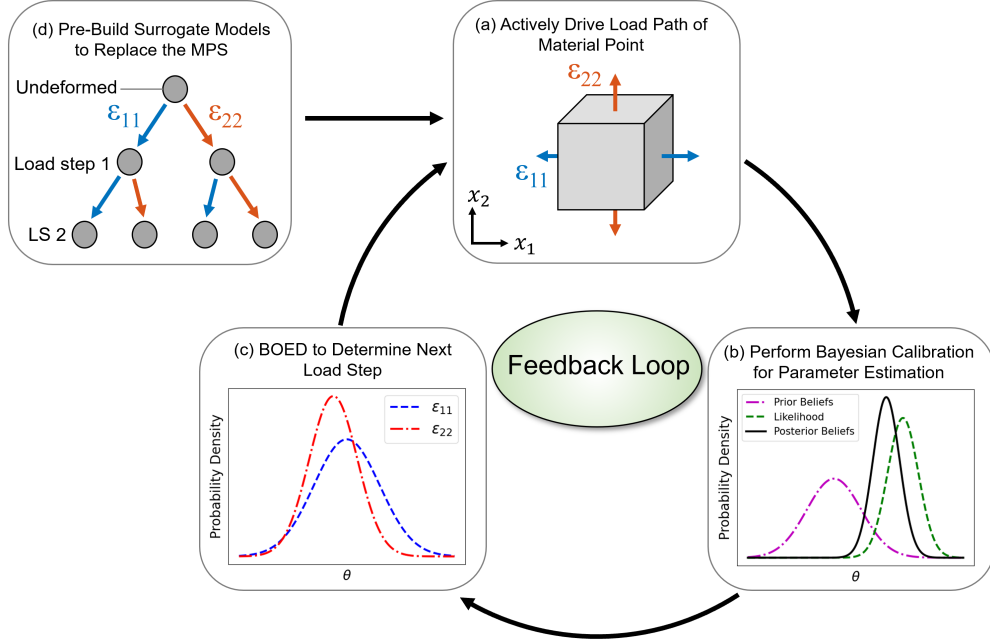 (d) Pre-Build Surrogate Models
to Replace the MPS
Undeformed
ε11
ε22
Load step 1
LS 2
(a) Actively Drive Load Path of
Material Point
ε22
ε11
x2
x1
Feedback Loop
(b) Perform Bayesian Calibration
for Parameter Estimation
Prior Beliefs
Likelihood
Posterior Beliefs
Probability Density
θ
(c) BOED to Determine Next
Load Step
ε11
ε22
Probability Density
θ